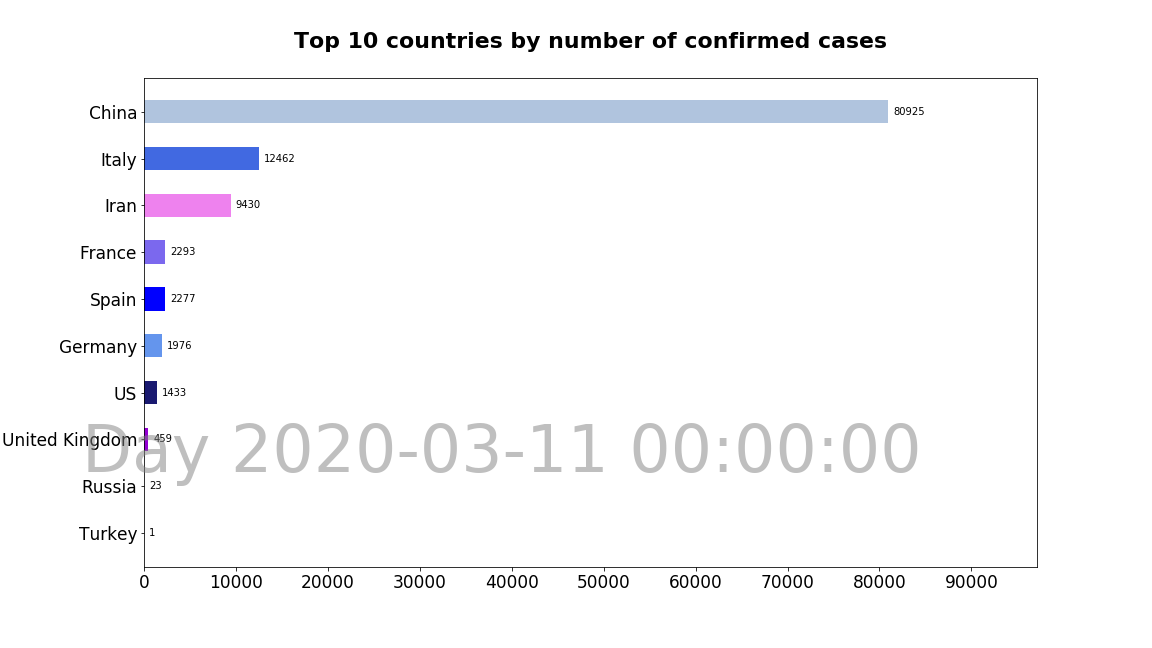 Top 10 countries by number of confirmed cases
China 80925
Italy 12462
Iran 9430
France 2293
Spain 2277
Germany 1976
US 1433
United Kingdom 459
Day 2020-03-11 00:00:00
Russia 23
Turkey 1
0 10000 20000 30000 40000 50000 60000 70000 80000 90000